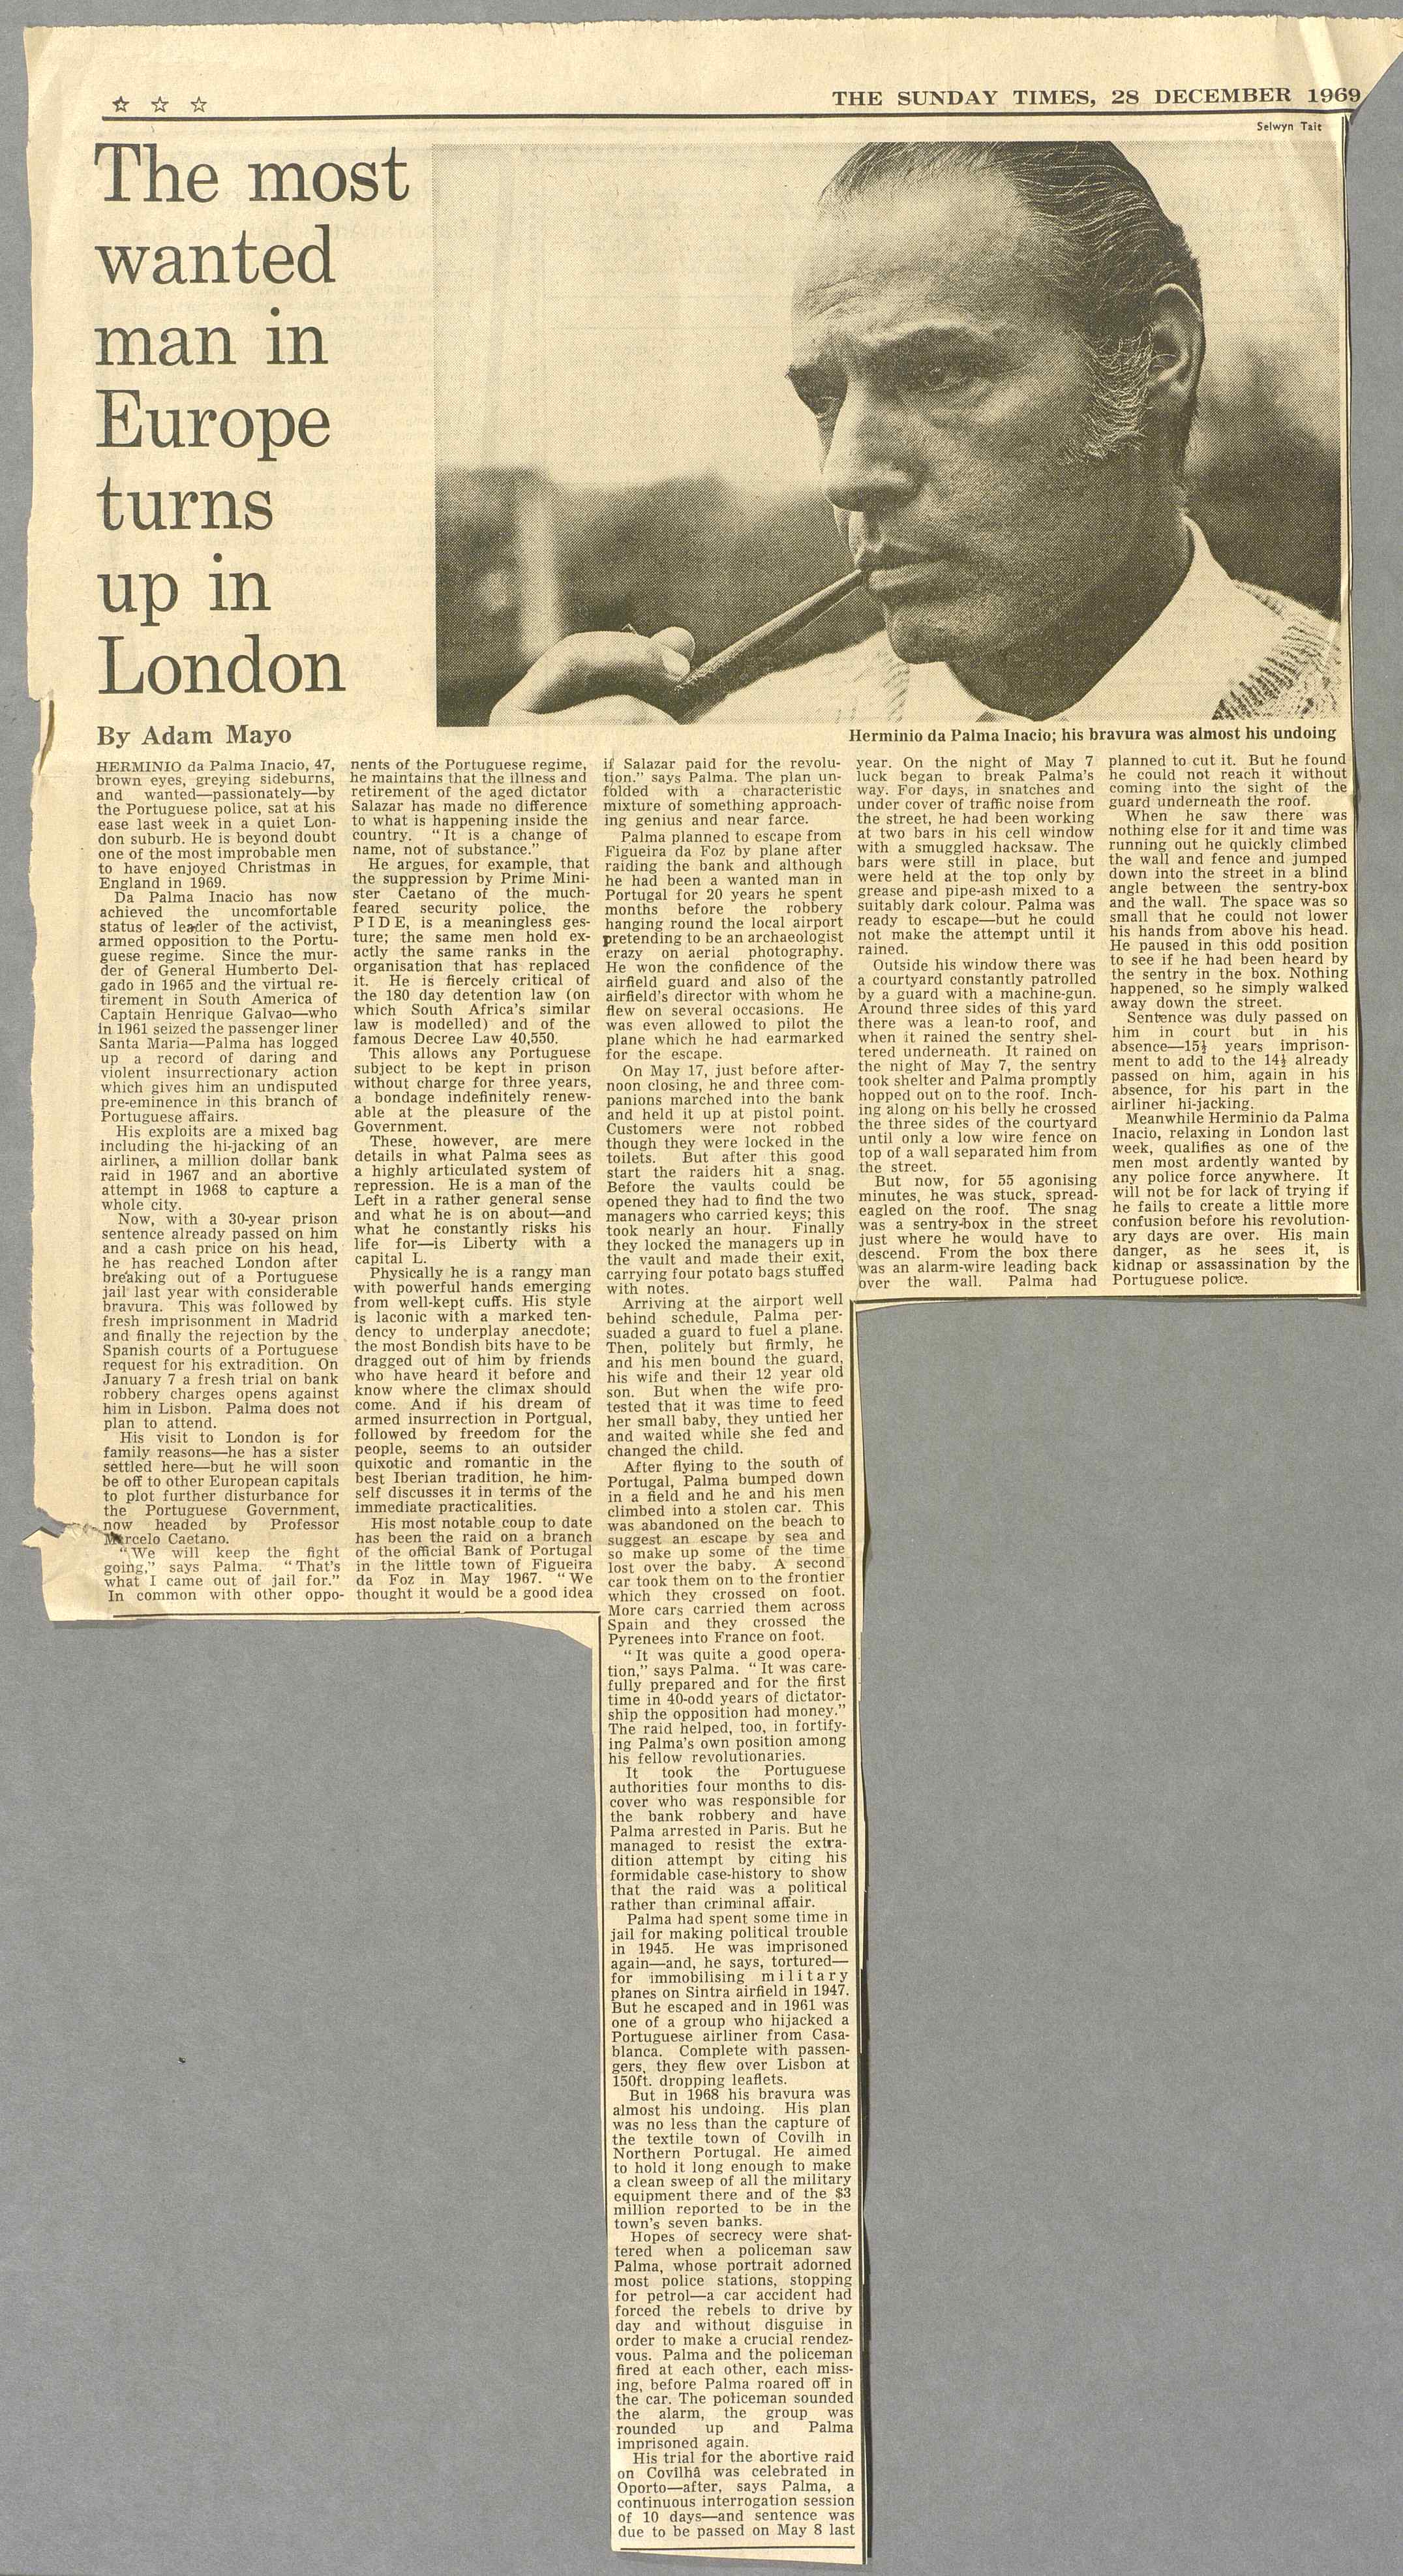 ☆ ☆ ☆
THE SUNDAY TIMES, 28 DECEMBER 1969
Selwyn Tait
The most
wanted
man in
Europe
turns
up in
London
By Adam Mayo
Herminio da Palma Inacio; his bravura was almost his undoing
HERMINIO da Palma Inacio, 47,
brown eyes, greying sideburns,
and wanted—passionately—by
the Portuguese police, sat at his
ease last week in a quiet Lon-
don suburb. He is beyond doubt
one of the most improbable men
to have enjoyed Christmas in
England in 1969.
Da Palma Inacio has now
achieved the uncomfortable
status of leader of the activist,
armed opposition to the Portu-
guese regime. Since the mur-
der of General Humberto Del-
gado in 1965 and the virtual re-
tirement in South America of
Captain Henrique Galvao—who
in 1961 seized the passenger liner
Santa Maria—Palma has logged
up a record of daring and
violent insurrectionary action
which gives him an undisputed
pre-eminence in this branch of
Portuguese affairs.
His exploits are a mixed bag
including the hi-jacking of an
airliner, a million dollar bank
raid in 1967 and an abortive
attempt in 1968 to capture a
whole city.
Now, with a 30-year prison
sentence already passed on him
and a cash price on his head,
he has reached London after
breaking out of a Portuguese
jail last year with considerable
bravura. This was followed by
fresh imprisonment in Madrid
and finally the rejection by the
Spanish courts of a Portuguese
request for his extradition. On
January 7 a fresh trial on bank
robbery charges opens against
him in Lisbon. Palma does not
plan to attend.
His visit to London is for
family reasons—he has a sister
settled here—but he will soon
be off to other European capitals
to plot further disturbance for
the Portuguese Government,
now headed by Professor
Marcelo Caetano.
"We will keep the fight
going," says Palma. "That's
what I came out of jail for."
In common with other oppo-
nents of the Portuguese regime,
he maintains that the illness and
retirement of the aged dictator
Salazar has made no difference
to what is happening inside the
country. "It is a change of
name, not of substance."
He argues, for example, that
the suppression by Prime Mini-
ster Caetano of the much-
feared security police, the
PIDE, is a meaningless ges-
ture; the same men hold ex-
actly the same ranks in the
organisation that has replaced
it. He is fiercely critical of
the 180 day detention law (on
which South Africa's similar
law is modelled) and of the
famous Decree Law 40,550.
This allows any Portuguese
subject to be kept in prison
without charge for three years,
a bondage indefinitely renew-
able at the pleasure of the
Government.
These, however, are mere
details in what Palma sees as
a highly articulated system of
repression. He is a man of the
Left in a rather general sense
and what he is on about—and
what he constantly risks his
life for—is Liberty with a
capital L.
Physically he is a rangy man
with powerful hands emerging
from well-kept cuffs. His style
is laconic with a marked ten-
dency to underplay anecdote;
the most Bondish bits have to be
dragged out of him by friends
who have heard it before and
know where the climax should
come. And if his dream of
armed insurrection in Portgual,
followed by freedom for the
people, seems to an outsider
quixotic and romantic in the
best Iberian tradition, he him-
self discusses it in terms of the
immediate practicalities.
His most notable coup to date
has been the raid on a branch
of the official Bank of Portugal
in the little town of Figueira
da Foz in May 1967. "We
thought it would be a good idea
if Salazar paid for the revolu-
tion." says Palma. The plan un-
folded with a characteristic
mixture of something approach-
ing genius and near farce.
Palma planned to escape from
Figueira da Foz by plane after
raiding the bank and although
he had been a wanted man in
Portugal for 20 years he spent
months before the robbery
hanging round the local airport
pretending to be an archaeologist
erazy on aerial photography.
He won the confidence of the
airfield guard and also of the
airfield's director with whom he
flew on several occasions. He
was even allowed to pilot the
plane which he had earmarked
for the escape.
On May 17, just before after-
noon closing, he and three com-
panions marched into the bank
and held it up at pistol point.
Customers were not robbed
though they were locked in the
toilets. But after this good
start the raiders hit a snag.
Before the vaults could be
opened they had to find the two
managers who carried keys; this
took nearly an hour. Finally
they locked the managers up in
the vault and made their exit,
carrying four potato bags stuffed
with notes.
Arriving at the airport well
behind schedule, Palma per-
suaded a guard to fuel a plane.
Then, politely but firmly, he
and his men bound the guard,
his wife and their 12 year old
son. But when the wife pro-
tested that it was time to feed
her small baby, they untied her
and waited while she fed and
changed the child.
After flying to the south of
Portugal, Palma bumped down
in a field and he and his men
climbed into a stolen car. This
was abandoned on the beach to
suggest an escape by sea and
so make up some of the time
lost over the baby. A second
car took them on to the frontier
which they crossed on foot.
More cars carried them across
Spain and they crossed the
Pyrenees into France on foot.
"It was quite a good opera-
tion," says Palma. "It was care-
fully prepared and for the first
time in 40-odd years of dictator-
ship the opposition had money."
The raid helped, too, in fortify-
ing Palma's own position among
his fellow revolutionaries.
It took the Portuguese
authorities four months to dis-
cover who was responsible for
the bank robbery and have
Palma arrested in Paris. But he
managed to resist the extra-
dition attempt by citing his
formidable case-history to show
that the raid was a political
rather than criminal affair.
Palma had spent some time in
jail for making political trouble
in 1945. He was imprisoned
again—and, he says, tortured—
for immobilising military
planes on Sintra airfield in 1947.
But he escaped and in 1961 was
one of a group who hijacked a
Portuguese airliner from Casa-
blanca. Complete with passen-
gers, they flew over Lisbon at
150ft. dropping leaflets.
But in 1968 his bravura was
almost his undoing. His plan
was no less than the capture of
the textile town of Covilh in
Northern Portugal. He aimed
to hold it long enough to make
a clean sweep of all the military
equipment there and of the $3
million reported to be in the
town's seven banks.
Hopes of secrecy were shat-
tered when a policeman saw
Palma, whose portrait adorned
most police stations, stopping
for petrol—a car accident had
forced the rebels to drive by
day and without disguise in
order to make a crucial rendez-
vous. Palma and the policeman
fired at each other, each miss-
ing, before Palma roared off in
the car. The policeman sounded
the alarm, the group was
rounded up and Palma
imprisoned again.
His trial for the abortive raid
on Covilhâ was celebrated in
Oporto—after, says Palma, a
continuous interrogation session
of 10 days—and sentence was
due to be passed on May 8 last
year. On the night of May 7
luck began to break Palma's
way. For days, in snatches and
under cover of traffic noise from
the street, he had been working
at two bars in his cell window
with a smuggled hacksaw. The
bars were still in place, but
were held at the top only by
grease and pipe-ash mixed to a
suitably dark colour. Palma was
ready to escape—but he could
not make the attempt until it
rained.
Outside his window there was
a courtyard constantly patrolled
by a guard with a machine-gun.
Around three sides of this yard
there was a lean-to roof, and
when it rained the sentry shel-
tered underneath. It rained on
the night of May 7, the sentry
took shelter and Palma promptly
hopped out on to the roof. Inch-
ing along on his belly he crossed
the three sides of the courtyard
until only a low wire fence on
top of a wall separated him from
the street.
But now, for 55 agonising
minutes, he was stuck, spread-
eagled on the roof. The snag
was a sentry-box in the street
just where he would have to
descend. From the box there
was an alarm-wire leading back
over the wall. Palma had
planned to cut it. But he found
he could not reach it without
coming into the sight of the
guard underneath the roof.
When he saw there was
nothing else for it and time was
running out he quickly climbed
the wall and fence and jumped
down into the street in a blind
angle between the sentry-box
and the wall. The space was so
small that he could not lower
his hands from above his head.
He paused in this odd position
to see if he had been heard by
the sentry in the box. Nothing
happened, so he simply walked
away down the street.
Sentence was duly passed on
him in court but in his
absence—15½ years imprison-
ment to add to the 14½ already
passed on him, again in his
absence, for his part in the
airliner hi-jacking.
Meanwhile Herminio da Palma
Inacio, relaxing in London last
week, qualifies as one of the
men most ardently wanted by
any police force anywhere. It
will not be for lack of trying if
he fails to create a little more
confusion before his revolution-
ary days are over. His main
danger, as he sees it, is
kidnap or assassination by the
Portuguese police.